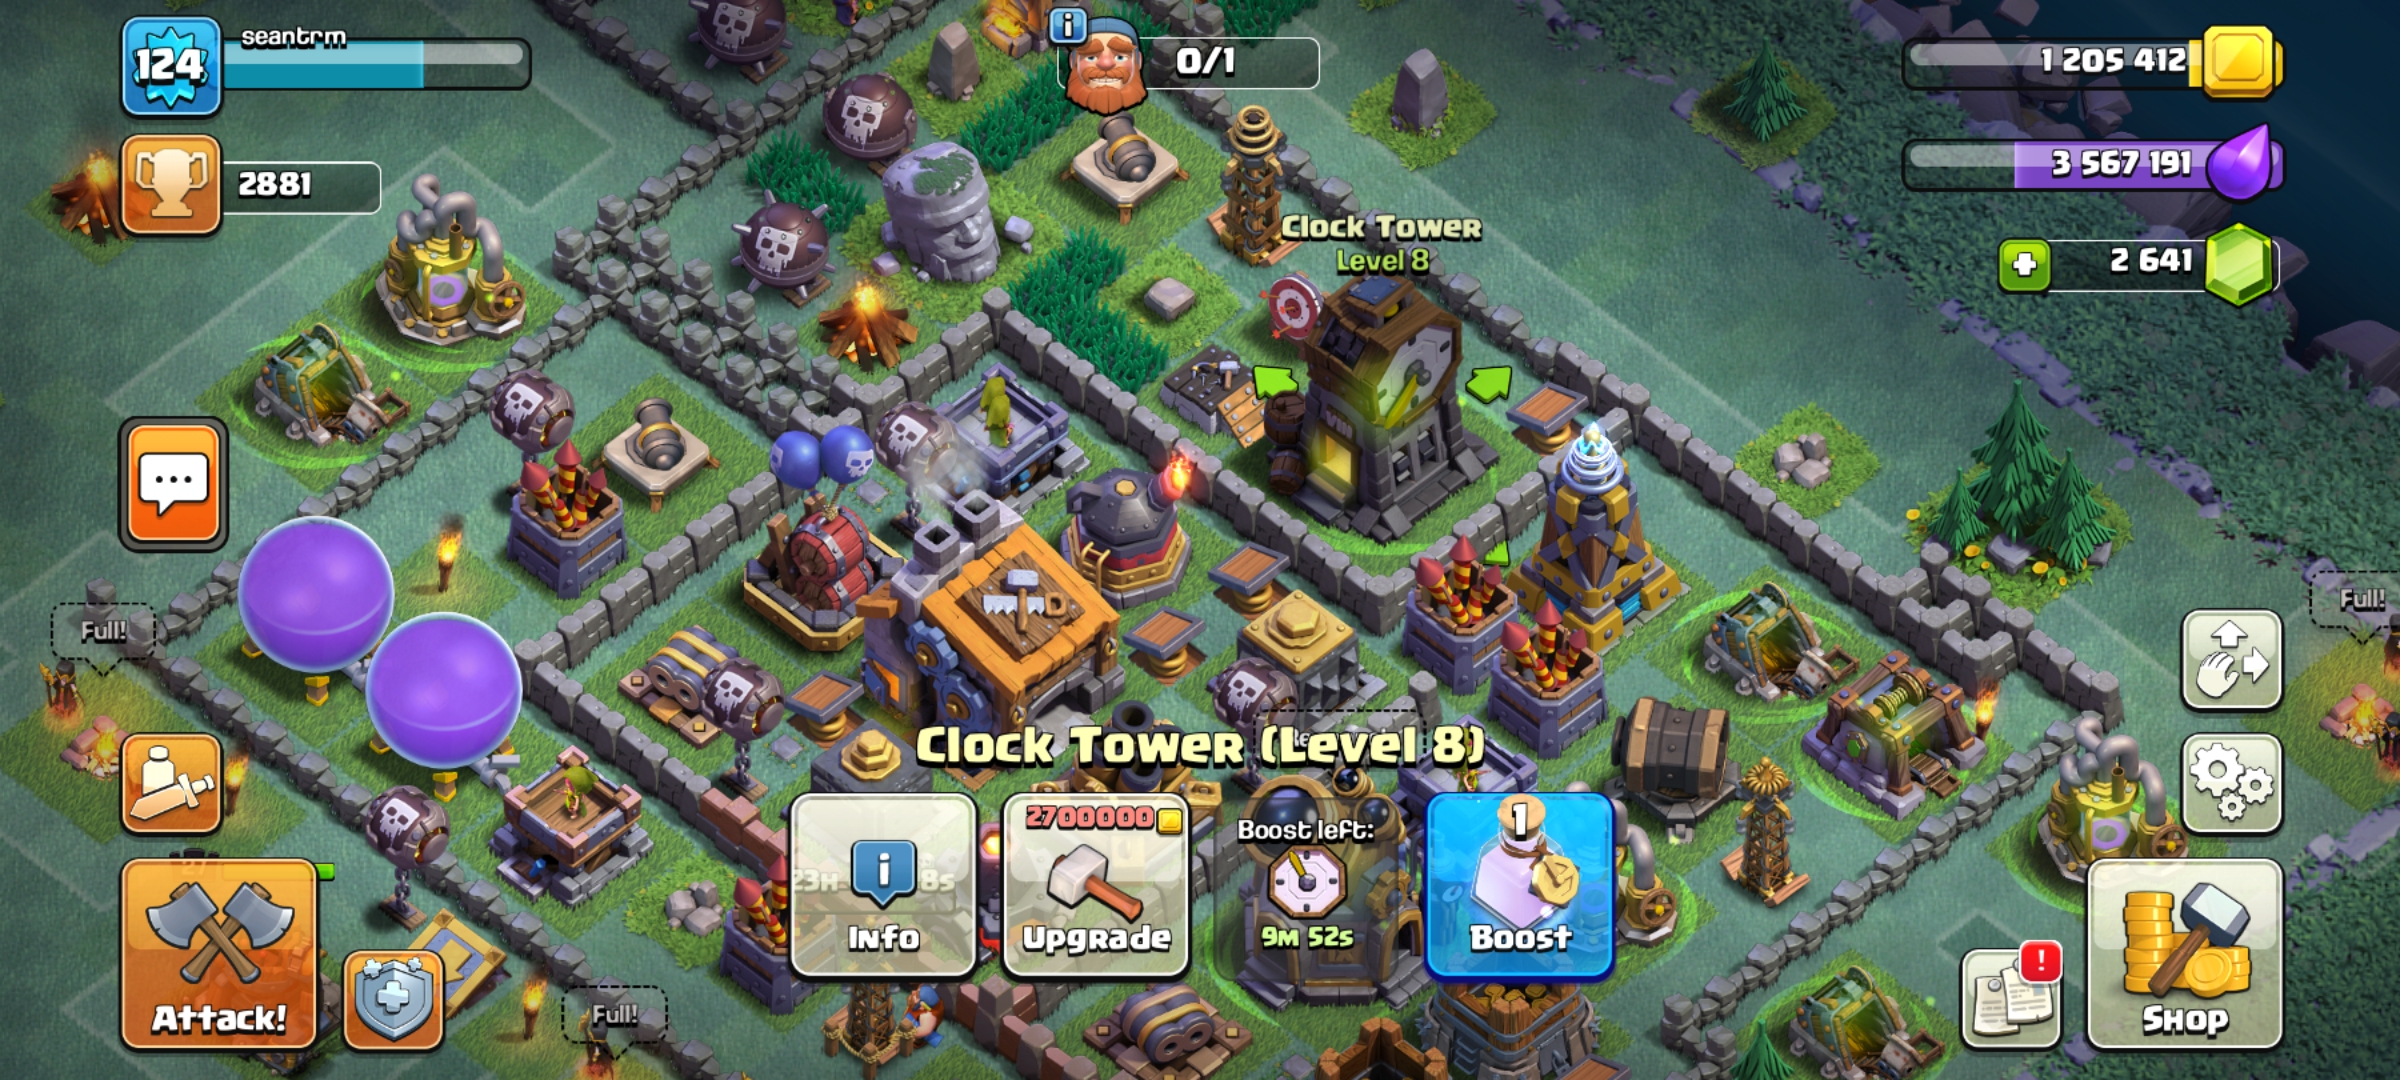 124
seantrm
0/1
1 205 412
2881
3 567 191
2 641
Clock Tower
Level 8
Full!
Full!
Clock Tower (Level 8)
2700000
Boost left:
1
Info
Upgrade
9M 52s
Boost
Attack!
Full!
!
Shop